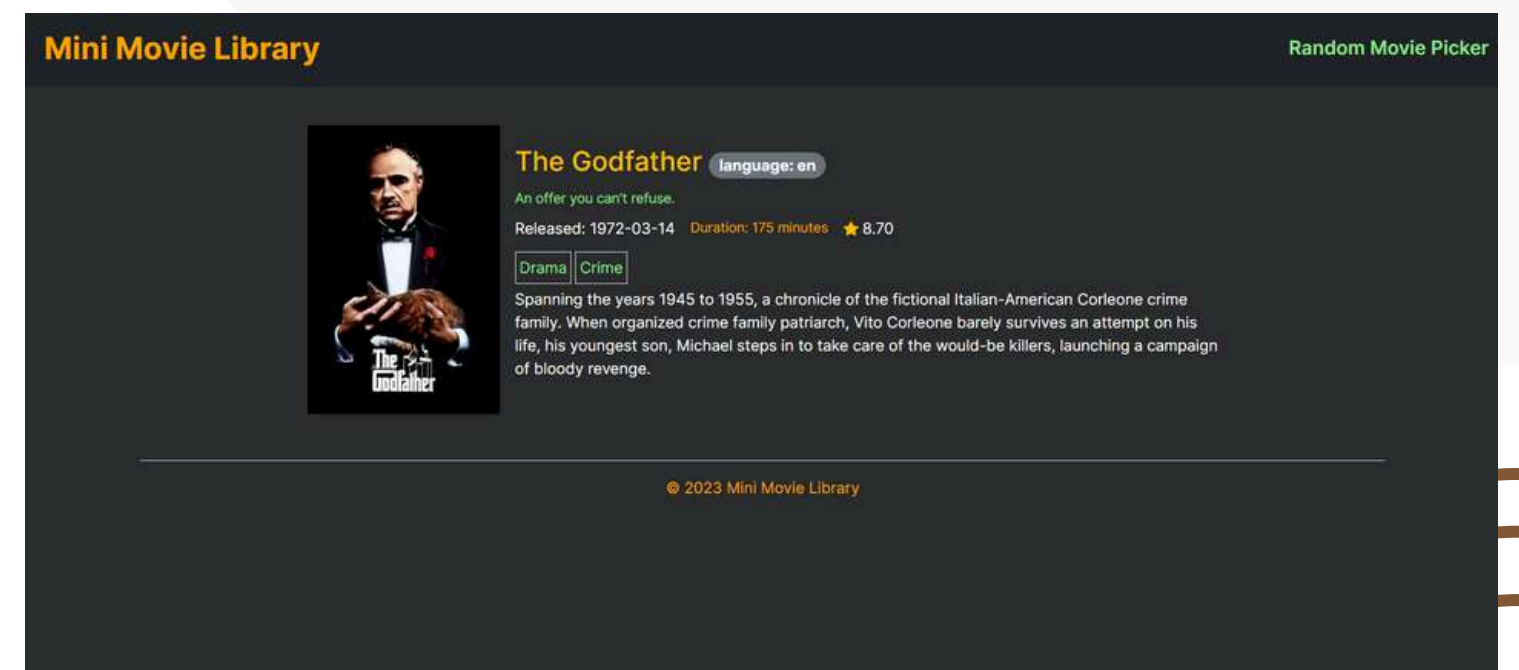 Mini Movie Library
Random Movie Picker
The Godfather language: en
An offer you can't refuse.
Released: 1972-03-14 Duration: 175 minutes 8.70
Drama Crime
Spanning the years 1945 to 1955, a chronicle of the fictional Italian-American Corleone crime
family. When organized crime family patriarch, Vito Corleone barely survives an attempt on his
life, his youngest son, Michael steps in to take care of the would-be killers, launching a campaign
of bloody revenge.
The
Godfather
© 2023 Mini Movie Library